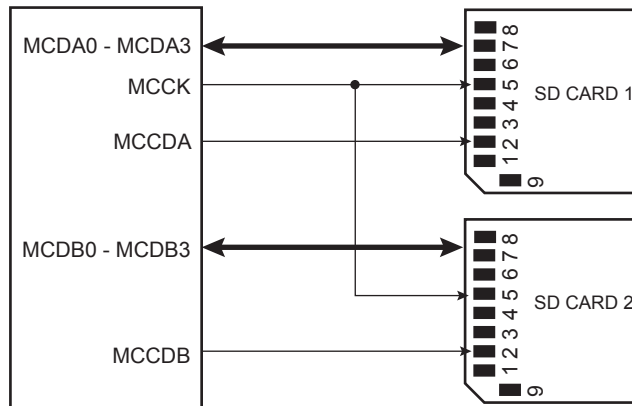 MCDA0 - MCDA3
MCCK
MCCDA
MCDB0 - MCDB3
MCCDB
8
7
6
5
4
3
2
1
9
SD CARD 1
8
7
6
5
4
3
2
1
9
SD CARD 2